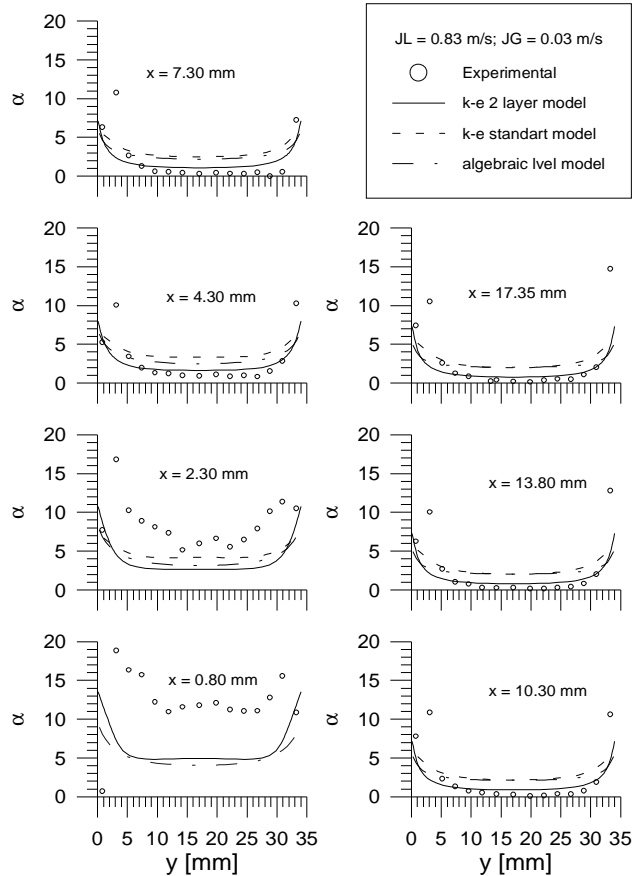 JL = 0.83 m/s; JG = 0.03 m/s
Experimental
k-e 2 layer model
k-e standart model
algebraic lvel model
20
15
10
5
0
α
x = 7.30 mm
20
15
10
5
0
α
x = 4.30 mm
20
15
10
5
0
α
x = 17.35 mm
20
15
10
5
0
α
x = 2.30 mm
20
15
10
5
0
α
x = 13.80 mm
20
15
10
5
0
α
x = 0.80 mm
0 5 10 15 20 25 30 35
y [mm]
20
15
10
5
0
α
x = 10.30 mm
0 5 10 15 20 25 30 35
y [mm]